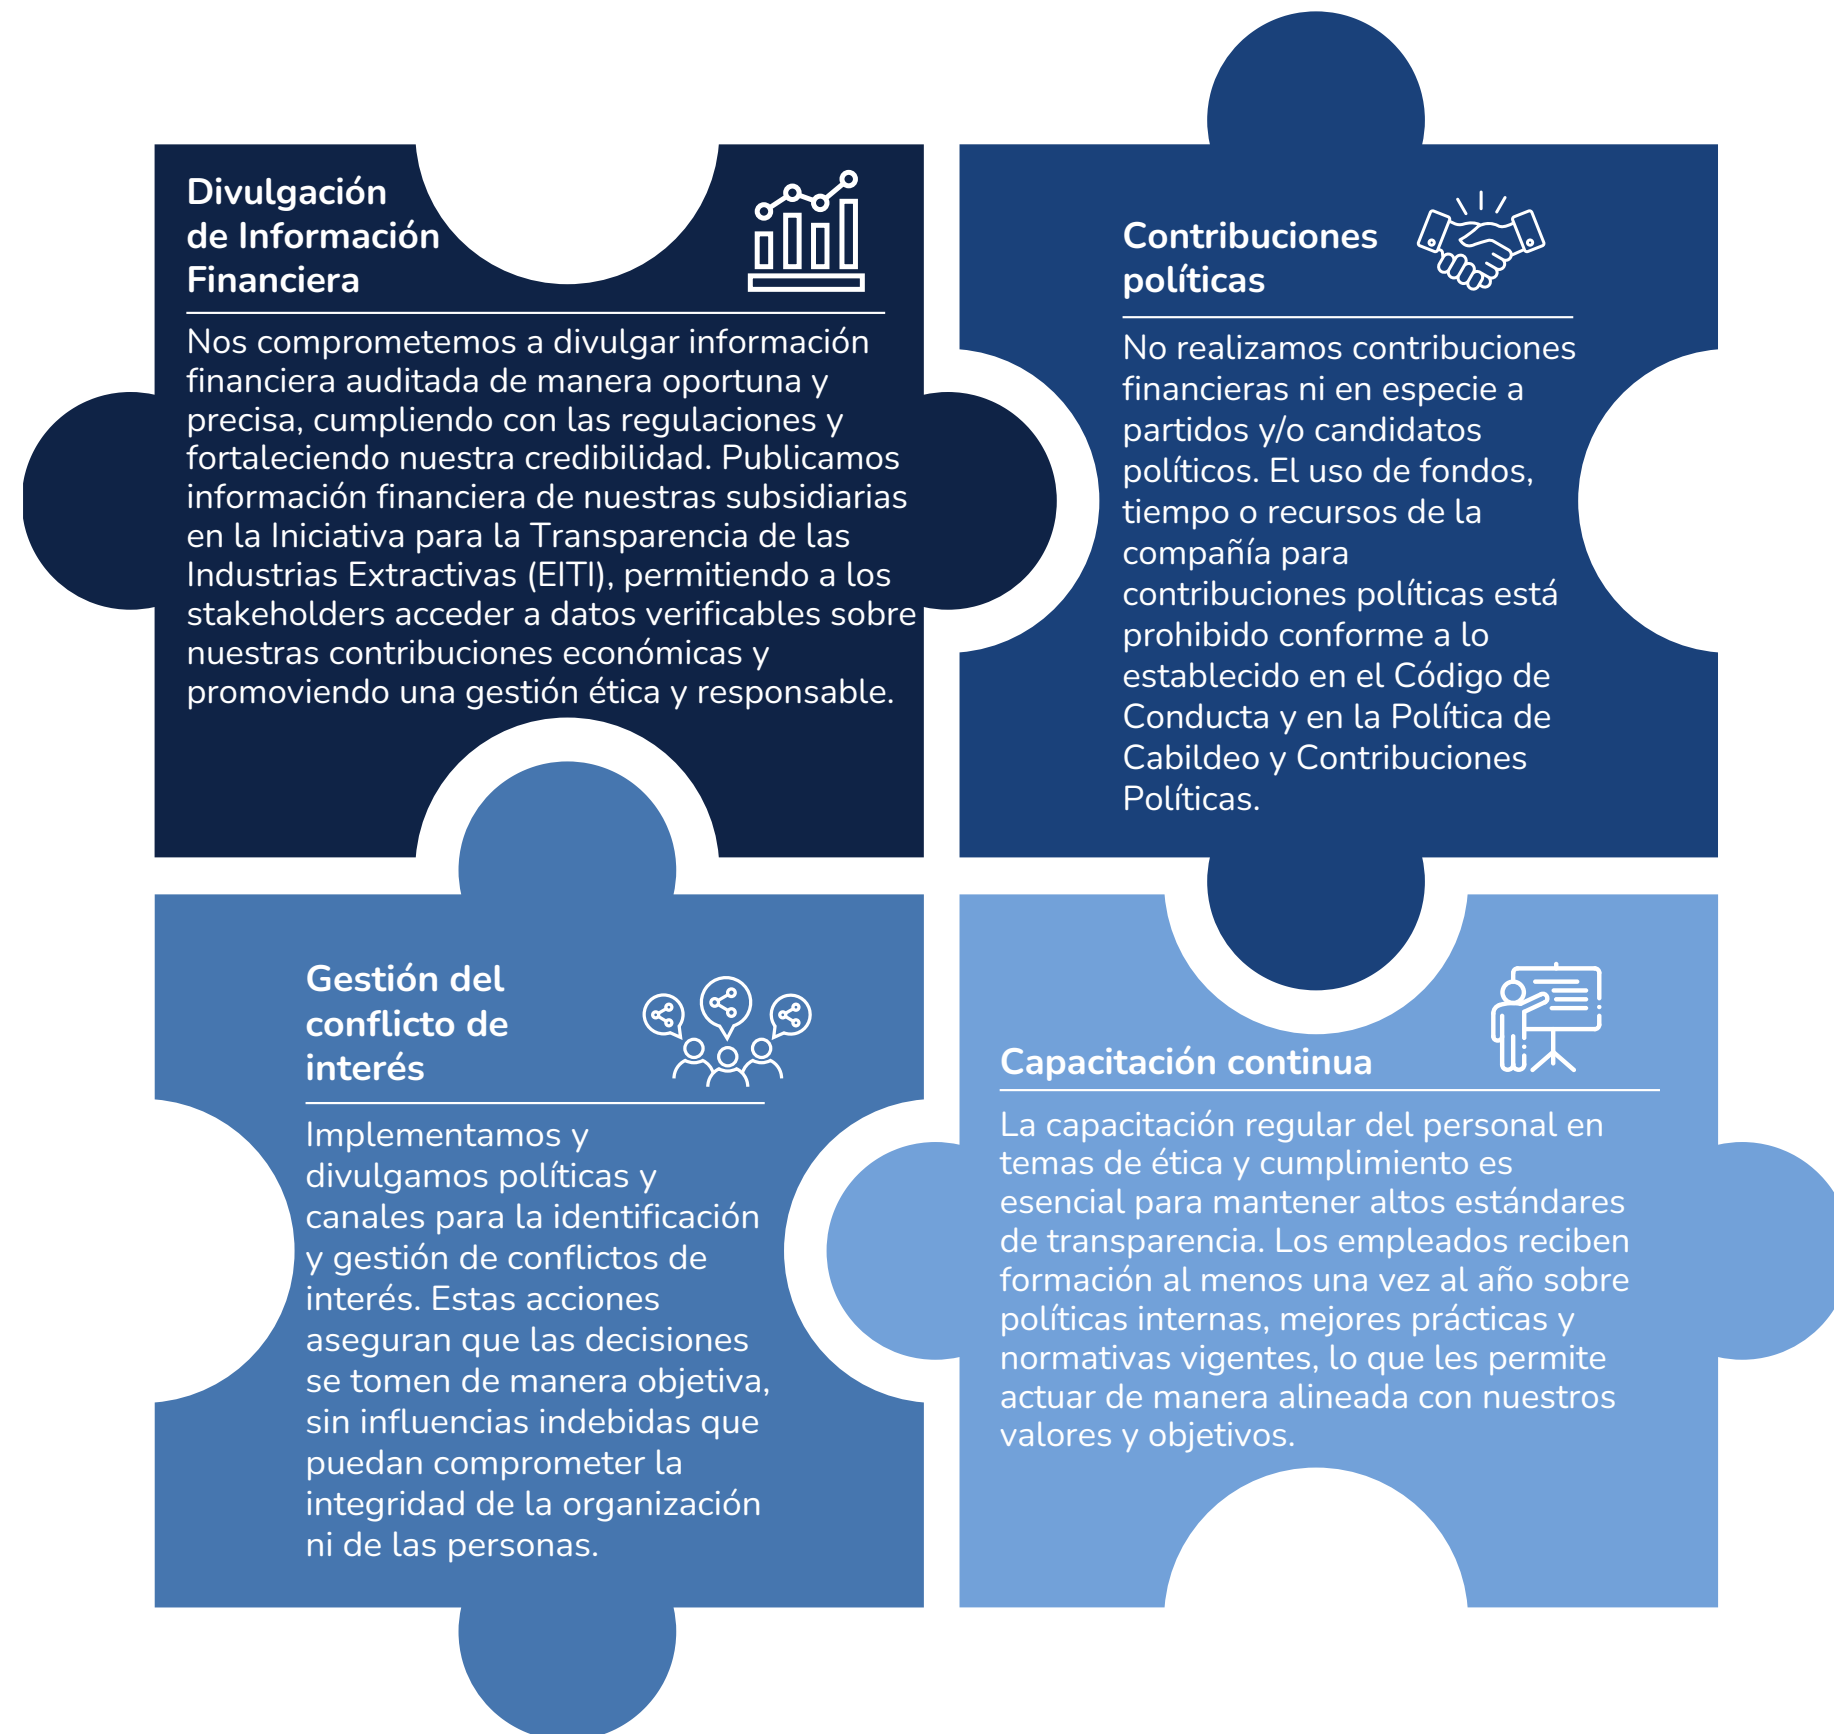 Divulgación
de Información
Financiera
Nos comprometemos a divulgar información
financiera auditada de manera oportuna y
precisa, cumpliendo con las regulaciones y
fortaleciendo nuestra credibilidad. Publicamos
información financiera de nuestras subsidiarias
en la Iniciativa para la Transparencia de las
Industrias Extractivas (EITI), permitiendo a los
stakeholders acceder a datos verificables sobre
nuestras contribuciones económicas y
promoviendo una gestión ética y responsable.
Contribuciones
políticas
No realizamos contribuciones
financieras ni en especie a
partidos y/o candidatos
políticos. El uso de fondos,
tiempo o recursos de la
compañía para
contribuciones políticas está
prohibido conforme a lo
establecido en el Código de
Conducta y en la Política de
Cabildeo y Contribuciones
Políticas.
Gestión del
conflicto de
interés
Implementamos y
divulgamos políticas y
canales para la identificación
y gestión de conflictos de
interés. Estas acciones
aseguran que las decisiones
se tomen de manera objetiva,
sin influencias indebidas que
puedan comprometer la
integridad de la organización
ni de las personas.
Capacitación continua
La capacitación regular del personal en
temas de ética y cumplimiento es
esencial para mantener altos estándares
de transparencia. Los empleados reciben
formación al menos una vez al año sobre
políticas internas, mejores prácticas y
normativas vigentes, lo que les permite
actuar de manera alineada con nuestros
valores y objetivos.